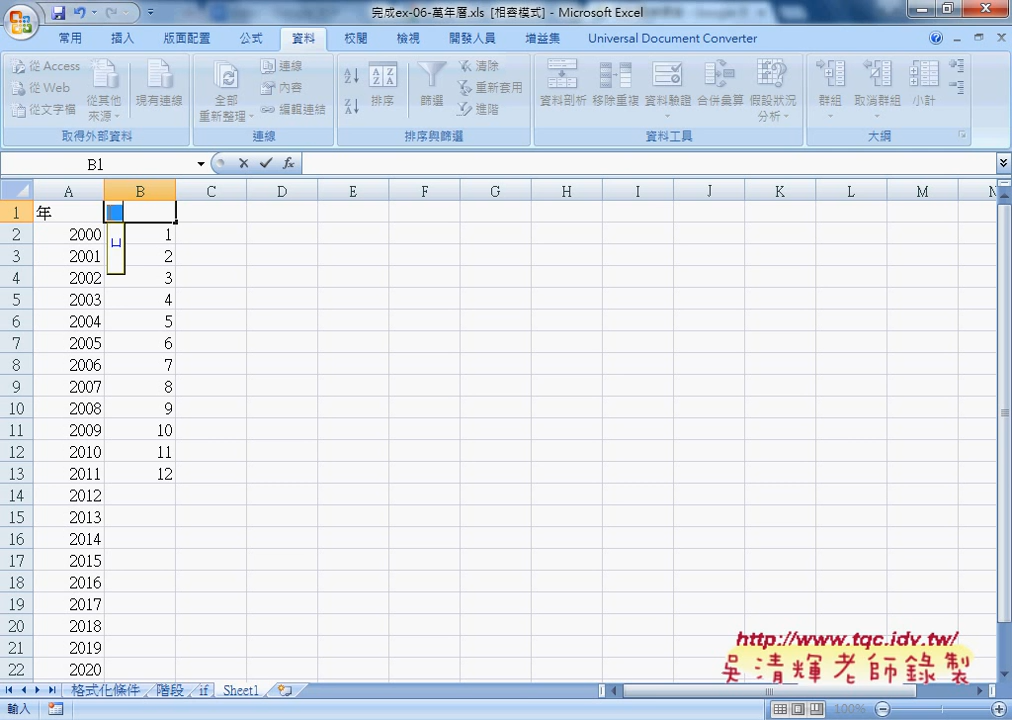 完成ex-06-萬年曆.xls [相容模式] - Microsoft Excel
常用 插入 版面配置 公式 資料 校閱 檢視 開發人員 增益集 Universal Document Converter
從 Access
從 Web
從文字檔
從其他來源
現有連線
取得外部資料
全部重新整理
連線
內容
編輯連結
連線
排序
篩選
清除
重新套用
進階
排序與篩選
資料剖析 移除重複 資料驗證 合併彙算 假設狀況分析
資料工具
群組 取消群組 小計
大綱
B1
fx
A B C D E F G H I J K L M N
1 年
2 2000 1
3 2001 2
4 2002 3
5 2003 4
6 2004 5
7 2005 6
8 2006 7
9 2007 8
10 2008 9
11 2009 10
12 2010 11
13 2011 12
14 2012
15 2013
16 2014
17 2015
18 2016
19 2017
20 2018
21 2019
22 2020
http://www.tqc.idv.tw/
吳清輝老師錄製
格式化條件 階段 if Sheet1
輸入
100%